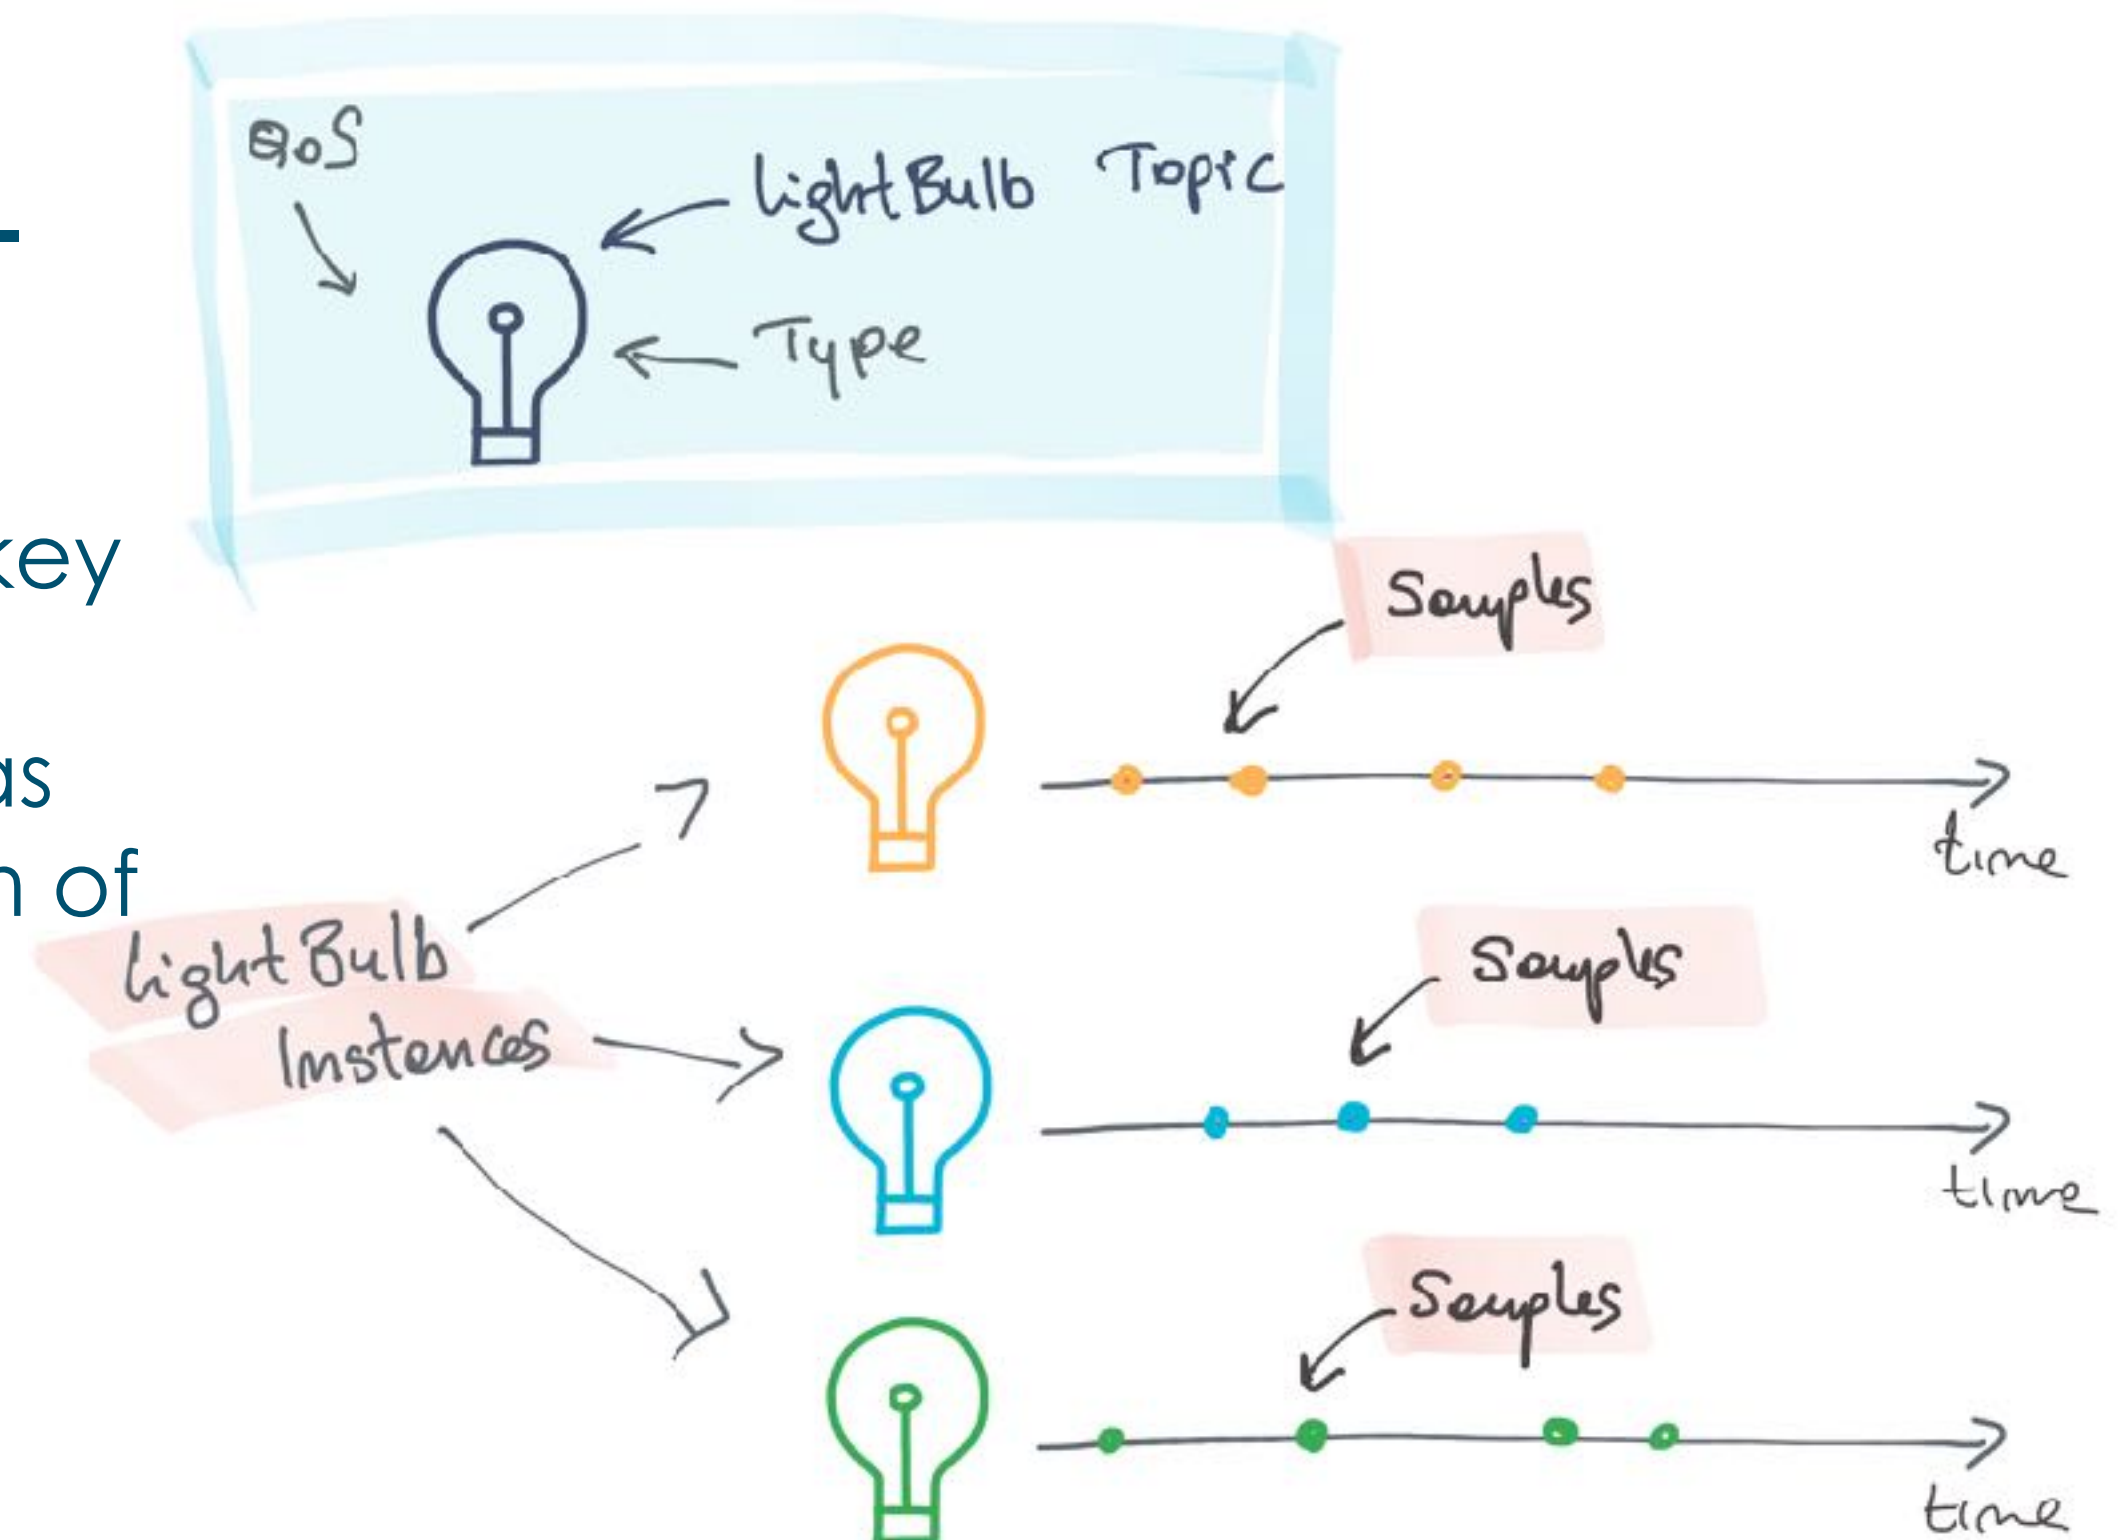 QoS
LightBulb Topic
Type
key
as
of
Samples
time
LightBulb
Instances
Samples
time
Samples
time